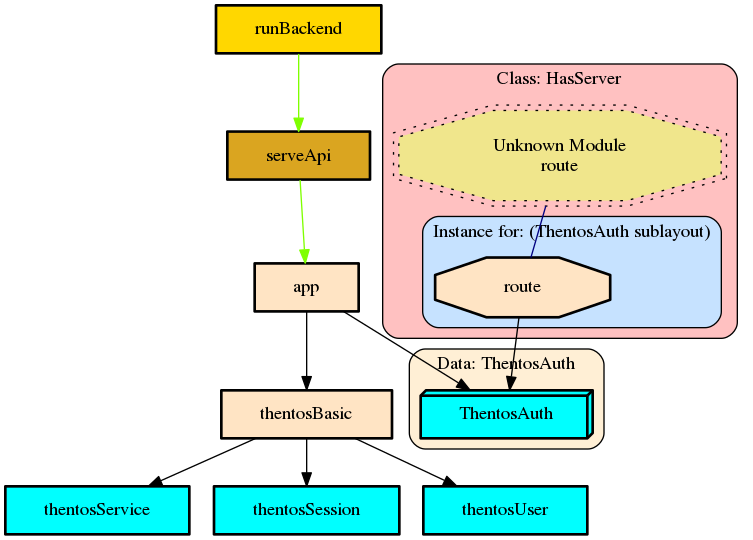 runBackend
Class: HasServer
Unknown Module
route
serveApi
Instance for: (ThentosAuth sublayout)
app
route
Data: ThentosAuth
thentosBasic
ThentosAuth
thentosService
thentosSession
thentosUser